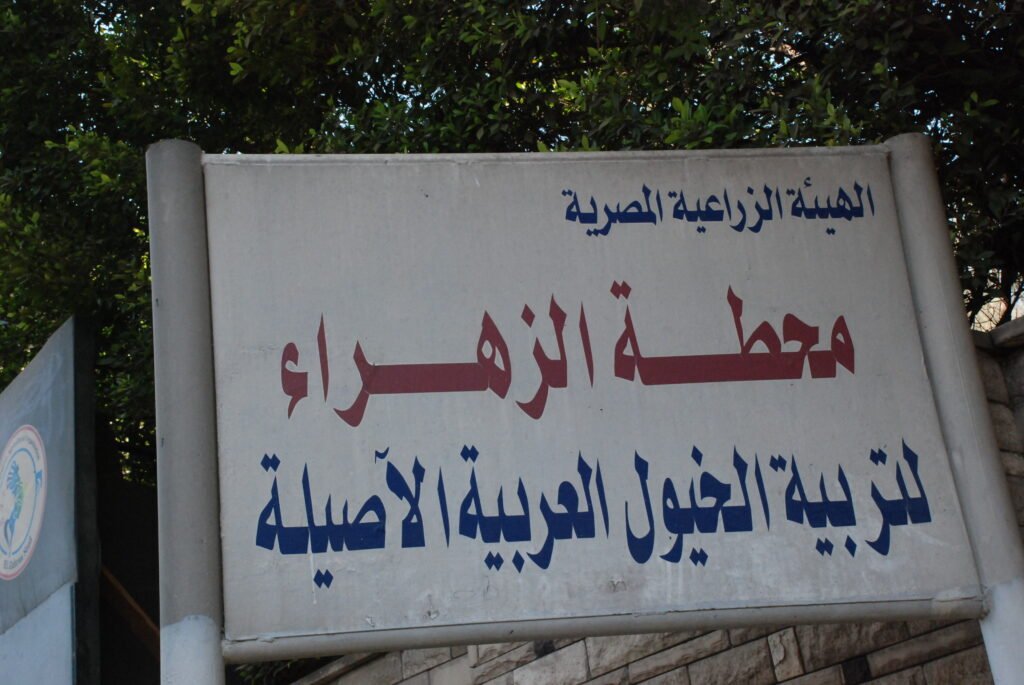 الهيئة الزراعية المصرية
محطة الزهراء
لتربية الخيول العربية الآصيلة